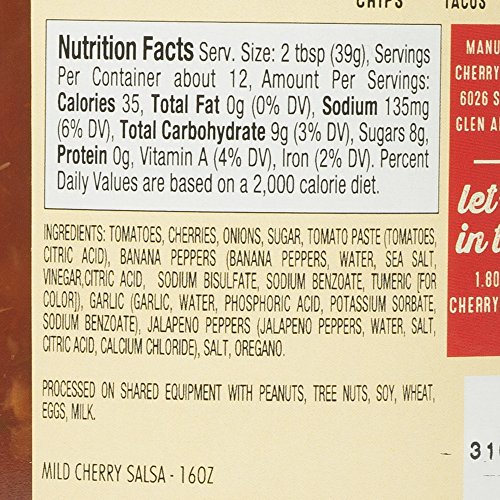 CHIPS TACOS
Nutrition Facts Serv. Size: 2 tbsp (39g), Servings
Per Container about 12, Amount Per Serving:
Calories 35, Total Fat 0g (0% DV), Sodium 135mg
(6% DV), Total Carbohydrate 9g (3% DV), Sugars 8g,
Protein 0g, Vitamin A (4% DV), Iron (2% DV). Percent
Daily Values are based on a 2,000 calorie diet.
INGREDIENTS: TOMATOES, CHERRIES, ONIONS, SUGAR, TOMATO PASTE (TOMATOES,
CITRIC ACID), BANANA PEPPERS (BANANA PEPPERS, WATER, SEA SALT,
VINEGAR,CITRIC ACID, SODIUM BISULFATE, SODIUM BENZOATE, TUMERIC [FOR
COLOR]), GARLIC (GARLIC, WATER, PHOSPHORIC ACID, POTASSIUM SORBATE,
SODIUM BENZOATE), JALAPENO PEPPERS (JALAPENO PEPPERS, WATER, SALT,
CITRIC ACID, CALCIUM CHLORIDE), SALT, OREGANO.
PROCESSED ON SHARED EQUIPMENT WITH PEANUTS, TREE NUTS, SOY, WHEAT,
EGGS, MILK.
MILD CHERRY SALSA - 16OZ
MANU
CHERRY
6026 S
GLEN A
let
in t
1.80
CHERRY
310